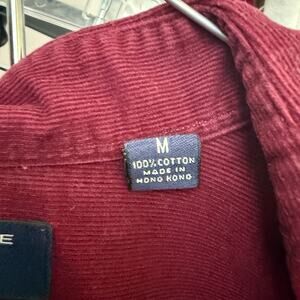 M
100% COTTON
MADE IN
HONG KONG
E